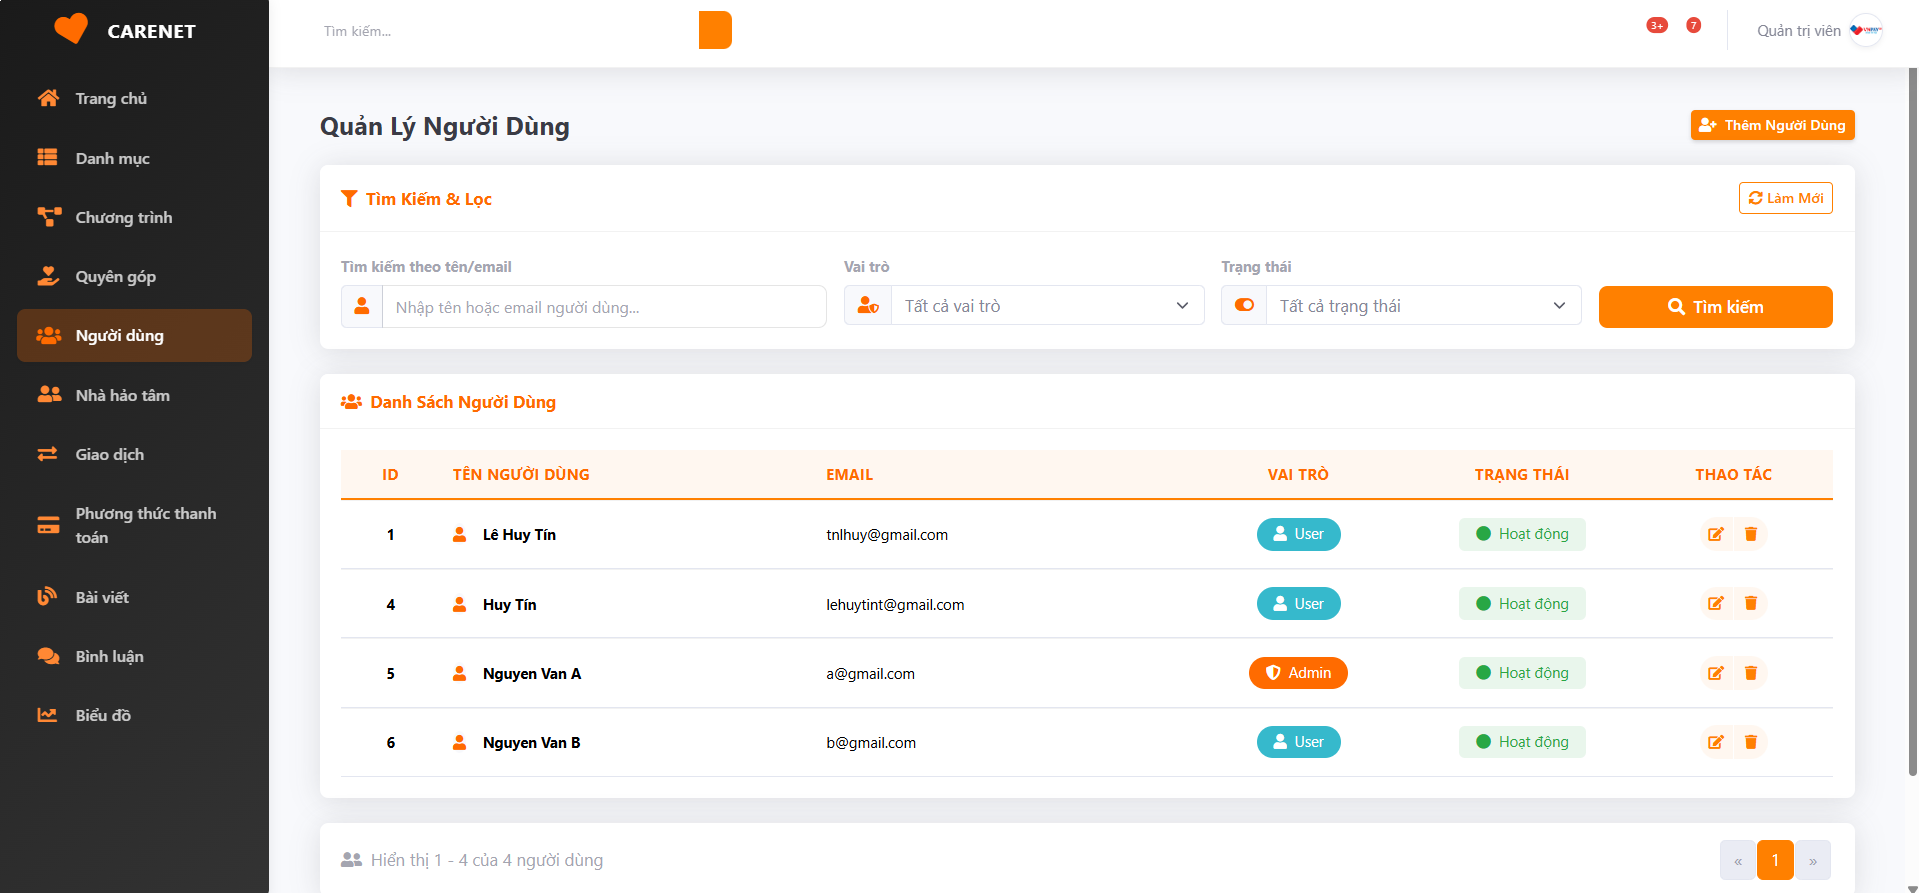 CARENET
Trang chủ
Danh mục
Chương trình
Quyên góp
Người dùng
Nhà hảo tâm
Giao dịch
Phương thức thanh
toán
Bài viết
Bình luận
Biểu đồ
Tìm kiếm...
3+
7
Quản trị viên
VNPAY
Quản Lý Người Dùng
Thêm Người Dùng
Tìm Kiếm & Lọc
Làm Mới
Tìm kiếm theo tên/email
Vai trò
Trạng thái
Nhập tên hoặc email người dùng...
Tất cả vai trò
Tất cả trạng thái
Tìm kiếm
Danh Sách Người Dùng
ID TÊN NGƯỜI DÙNG EMAIL VAI TRÒ TRẠNG THÁI THAO TÁC
1 Lê Huy Tín tnlhuy@gmail.com User Hoạt động
4 Huy Tín lehuytint@gmail.com User Hoạt động
5 Nguyen Van A a@gmail.com Admin Hoạt động
6 Nguyen Van B b@gmail.com User Hoạt động
Hiển thị 1 - 4 của 4 người dùng
« 1 »